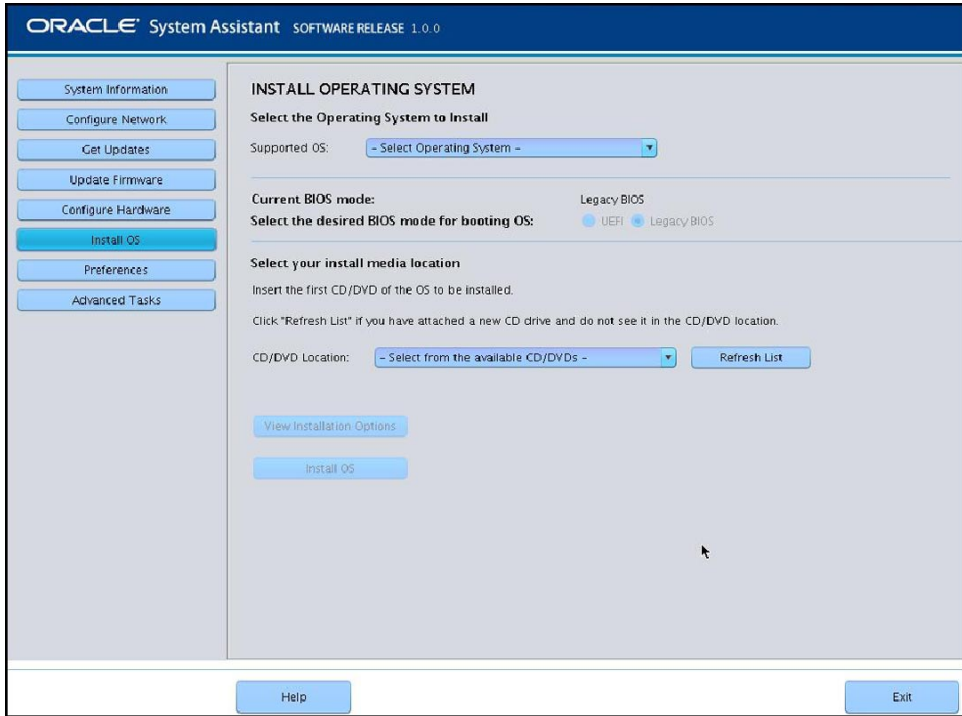 ORACLE System Assistant SOFTWARE RELEASE 1.0.0
System Information
Configure Network
Get Updates
Update Firmware
Configure Hardware
Install OS
Preferences
Advanced Tasks
INSTALL OPERATING SYSTEM
Select the Operating System to Install
Supported OS: - Select Operating System -
Current BIOS mode: Legacy BIOS
Select the desired BIOS mode for booting OS: UEFI Legacy BIOS
Select your install media location
Insert the first CD/DVD of the OS to be installed.
Click "Refresh List" if you have attached a new CD drive and do not see it in the CD/DVD location.
CD/DVD Location: - Select from the available CD/DVDs - Refresh List
View Installation Options
Install OS
Help Exit